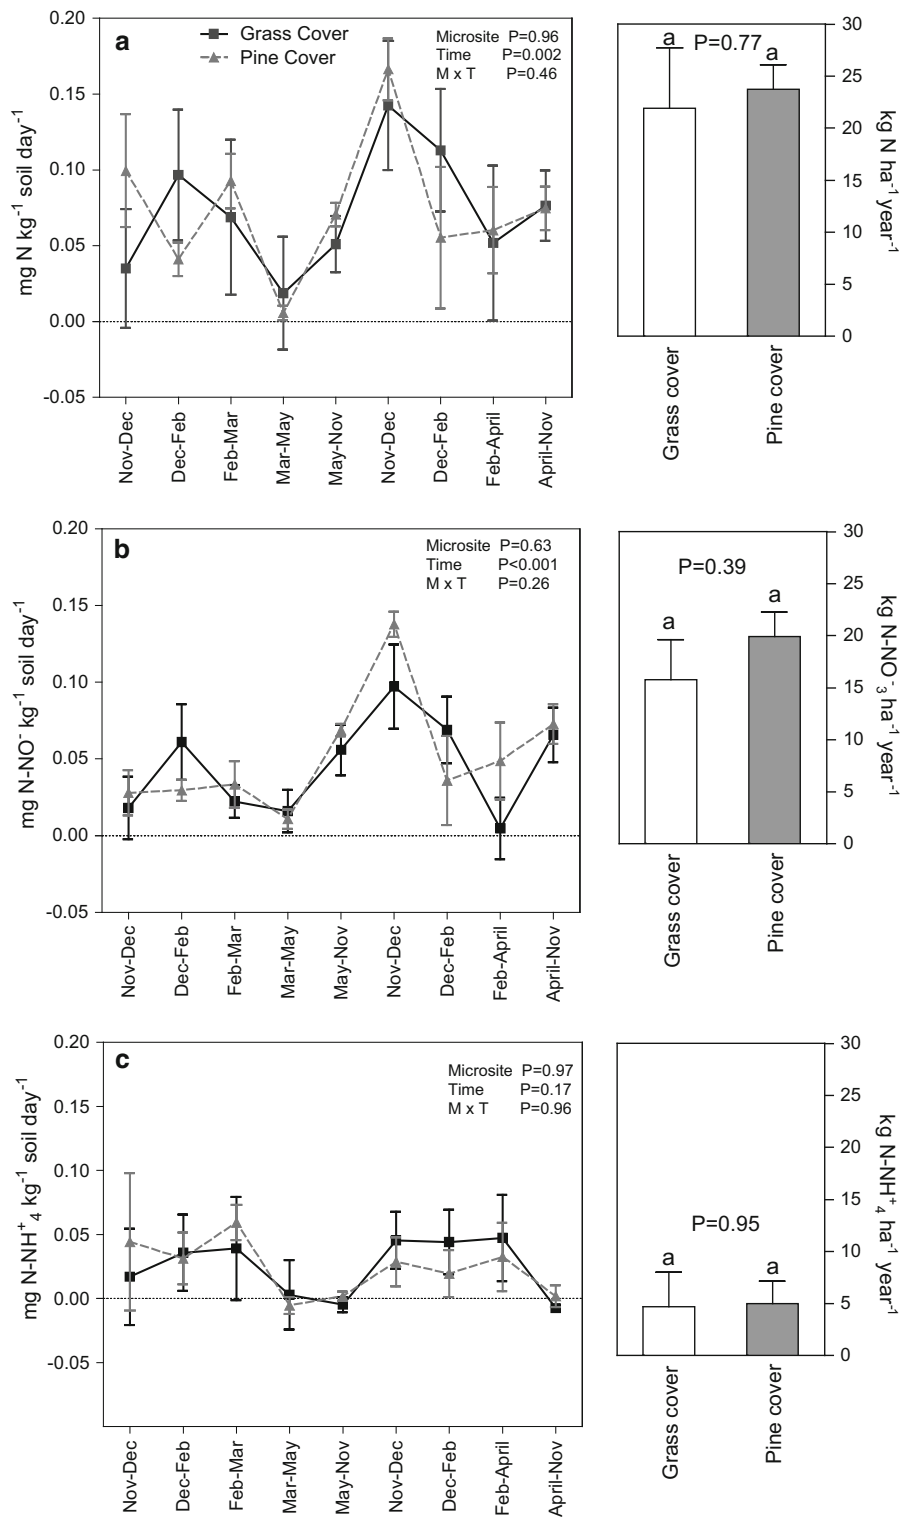 a
Grass Cover
Pine Cover
Microsite P=0.96
Time P=0.002
M x T P=0.46
mg N kg⁻¹ soil day⁻¹
0.20
0.15
0.10
0.05
0.00
-0.05
Nov-Dec
Dec-Feb
Feb-Mar
Mar-May
May-Nov
Nov-Dec
Dec-Feb
Feb-April
April-Nov
P=0.77
a
a
30
25
20
15
10
5
0
kg N ha⁻¹ year⁻¹
Grass cover
Pine cover
b
Microsite P=0.63
Time P<0.001
M x T P=0.26
mg N-NO⁻ kg⁻¹ soil day⁻¹
0.20
0.15
0.10
0.05
0.00
-0.05
Nov-Dec
Dec-Feb
Feb-Mar
Mar-May
May-Nov
Nov-Dec
Dec-Feb
Feb-April
April-Nov
P=0.39
a
a
30
25
20
15
10
5
0
kg N-NO⁻₃ ha⁻¹ year⁻¹
Grass cover
Pine cover
c
Microsite P=0.97
Time P=0.17
M x T P=0.96
mg N-NH⁺₄ kg⁻¹ soil day⁻¹
0.20
0.15
0.10
0.05
0.00
-0.05
Nov-Dec
Dec-Feb
Feb-Mar
Mar-May
May-Nov
Nov-Dec
Dec-Feb
Feb-April
April-Nov
P=0.95
a
a
30
25
20
15
10
5
0
kg N-NH⁺₄ ha⁻¹ year⁻¹
Grass cover
Pine cover